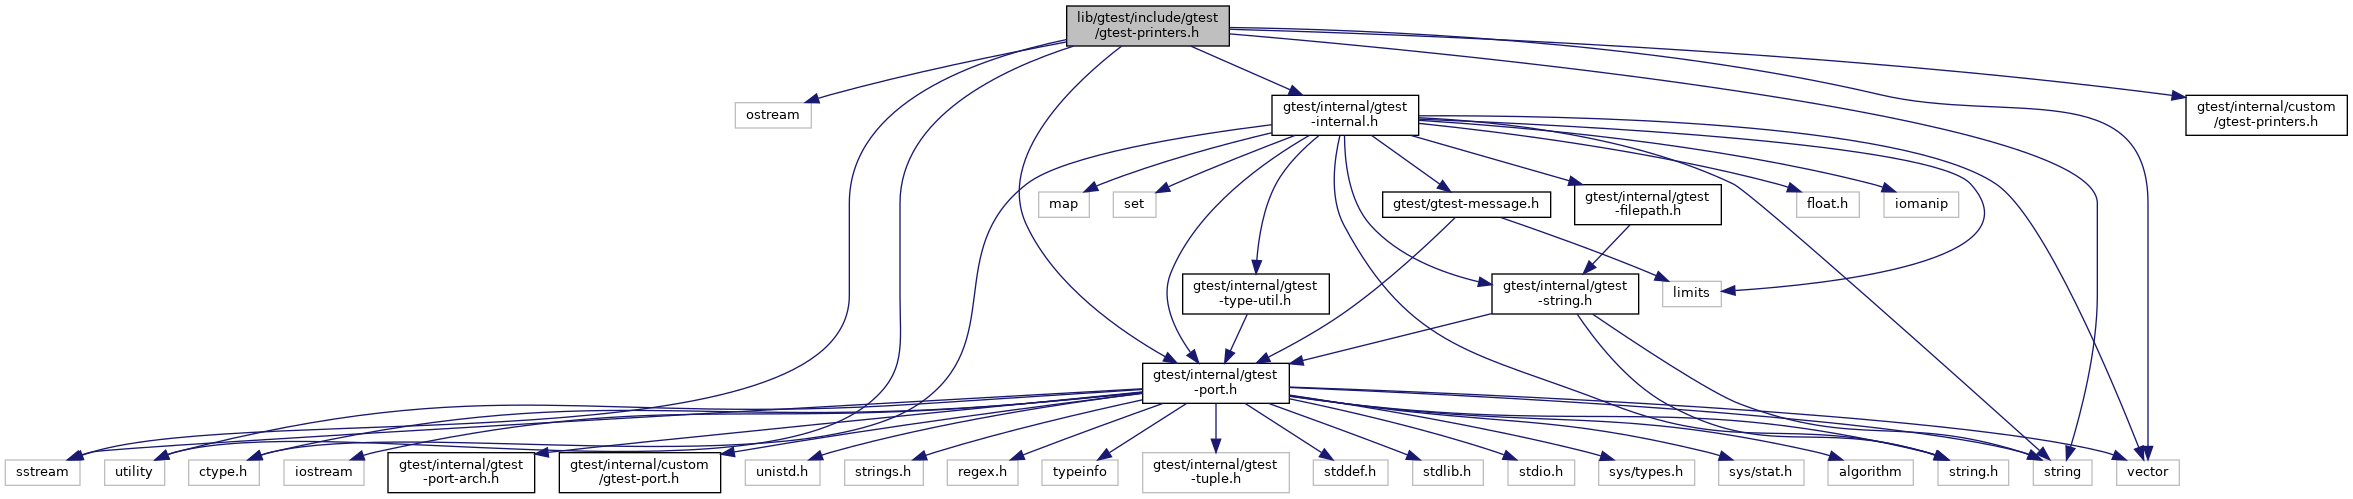 lib/gtest/include/gtest
/gtest-printers.h
ostream
gtest/internal/gtest
-internal.h
gtest/internal/custom
/gtest-printers.h
map
set
gtest/gtest-message.h
gtest/internal/gtest
-filepath.h
float.h
iomanip
gtest/internal/gtest
-type-util.h
gtest/internal/gtest
-string.h
limits
gtest/internal/gtest
-port.h
sstream
utility
ctype.h
iostream
gtest/internal/gtest
-port-arch.h
gtest/internal/custom
/gtest-port.h
unistd.h
strings.h
regex.h
typeinfo
gtest/internal/gtest
-tuple.h
stddef.h
stdlib.h
stdio.h
sys/types.h
sys/stat.h
algorithm
string.h
string
vector